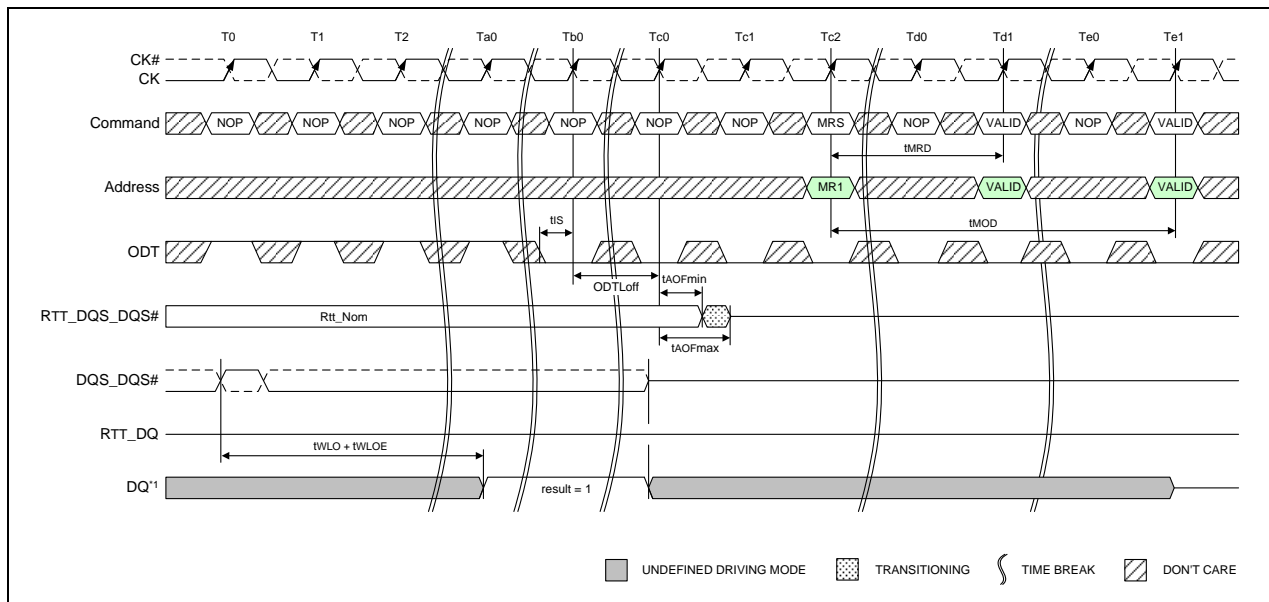 T0 T1 T2 Ta0 Tb0 Tc0 Tc1 Tc2 Td0 Td1 Te0 Te1
CK#
CK
Command NOP NOP NOP NOP NOP NOP NOP MRS NOP VALID NOP VALID
tMRD
Address MR1 VALID VALID
tIS tMOD
ODT
ODTLoff tAOFmin
RTT_DQS_DQS# Rtt_Nom
tAOFmax
DQS_DQS#
RTT_DQ
tWLO + tWLOE
DQ*1 result = 1
UNDEFINED DRIVING MODE TRANSITIONING TIME BREAK DON'T CARE